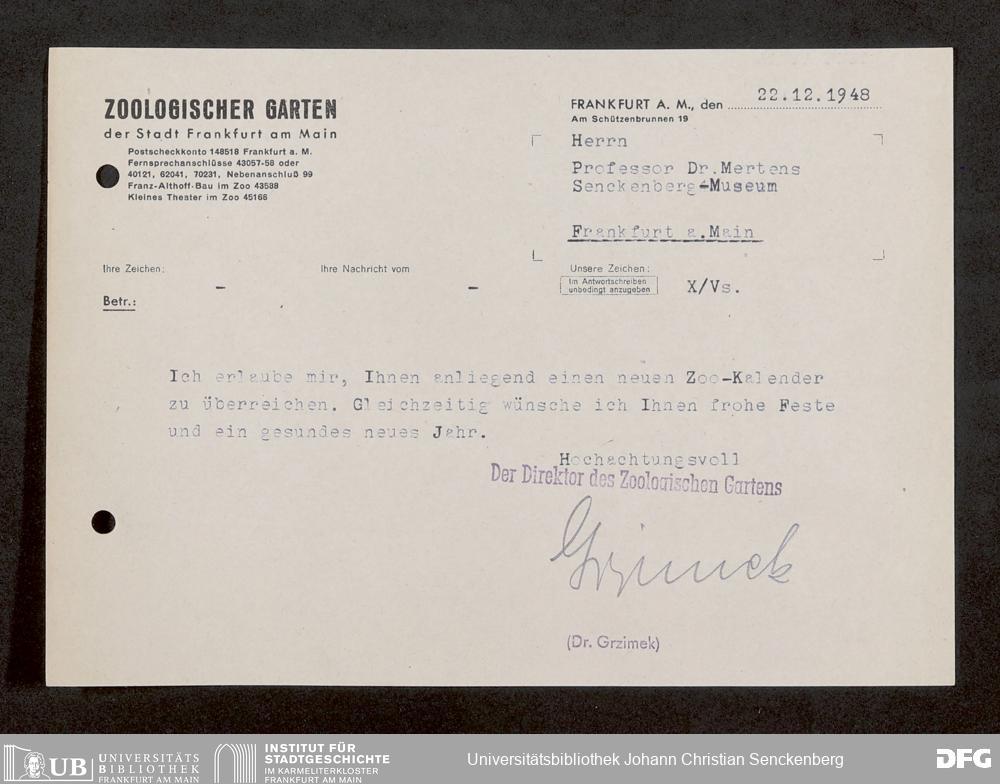 ZOOLOGISCHER GARTEN
der Stadt Frankfurt am Main
Postscheckkonto 148518 Frankfurt a. M.
Fernsprechanschlüsse 43057-58 oder
40121, 62041, 70231, Nebenanschluß 99
Franz-Althoff-Bau im Zoo 43588
Kleines Theater im Zoo 45166
FRANKFURT A. M., den 22.12.1948
Am Schützenbrunnen 19
Herrn
Professor Dr.Mertens
Senckenberg-Museum
Frankfurt a.Main
Ihre Zeichen: Ihre Nachricht vom Unsere Zeichen:
- - Im Antwortschreiben
unbedingt anzugeben X/Vs.
Betr.:
Ich erlaube mir, Ihnen anliegend einen neuen Zoo-Kalender
zu überreichen. Gleichzeitig wünsche ich Ihnen frohe Feste
und ein gesundes neues Jahr.
Hochachtungsvoll
Der Direktor des Zoologischen Gartens
Grzimek
(Dr. Grzimek)
UB UNIVERSITÄTS
BIBLIOTHEK
FRANKFURT AM MAIN
INSTITUT FÜR
STADTGESCHICHTE
IM KARMELITERKLOSTER
FRANKFURT AM MAIN
Universitätsbibliothek Johann Christian Senckenberg
DFG